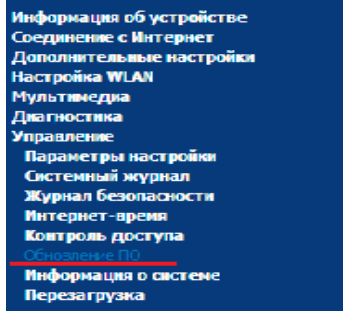 Информация об устройстве
Соединение с Интернет
Дополнительные настройки
Настройка WLAN
Мультимедиа
Диагностика
Управление
Параметры настройки
Системный журнал
Журнал безопасности
Интернет-время
Контроль доступа
Обновление ПО
Информация о системе
Перезагрузка